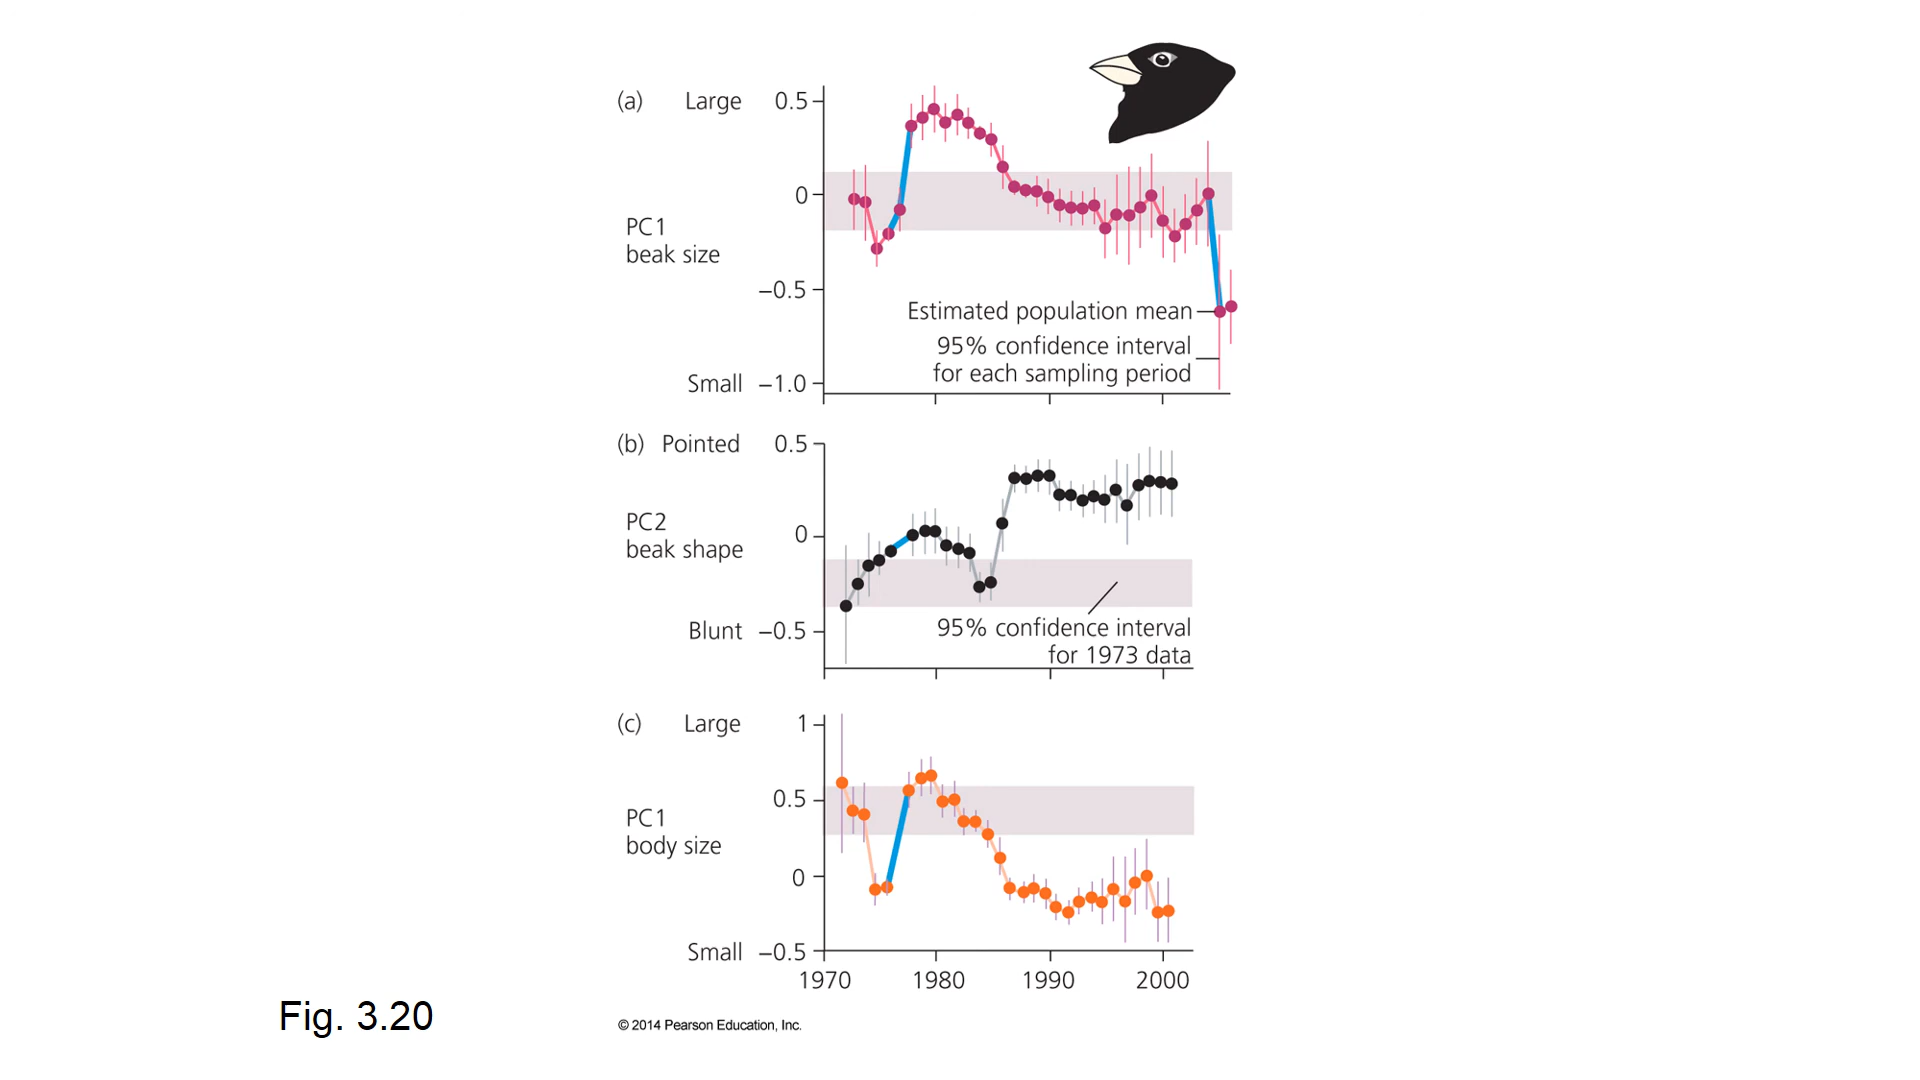 (a) Large 0.5
0
PC1
beak size
−0.5
Estimated population mean
95% confidence interval
for each sampling period
Small −1.0
(b) Pointed 0.5
0
PC2
beak shape
Blunt −0.5
95% confidence interval
for 1973 data
(c) Large 1
0.5
PC1
body size
0
Small −0.5
1970 1980 1990 2000
Fig. 3.20
© 2014 Pearson Education, Inc.